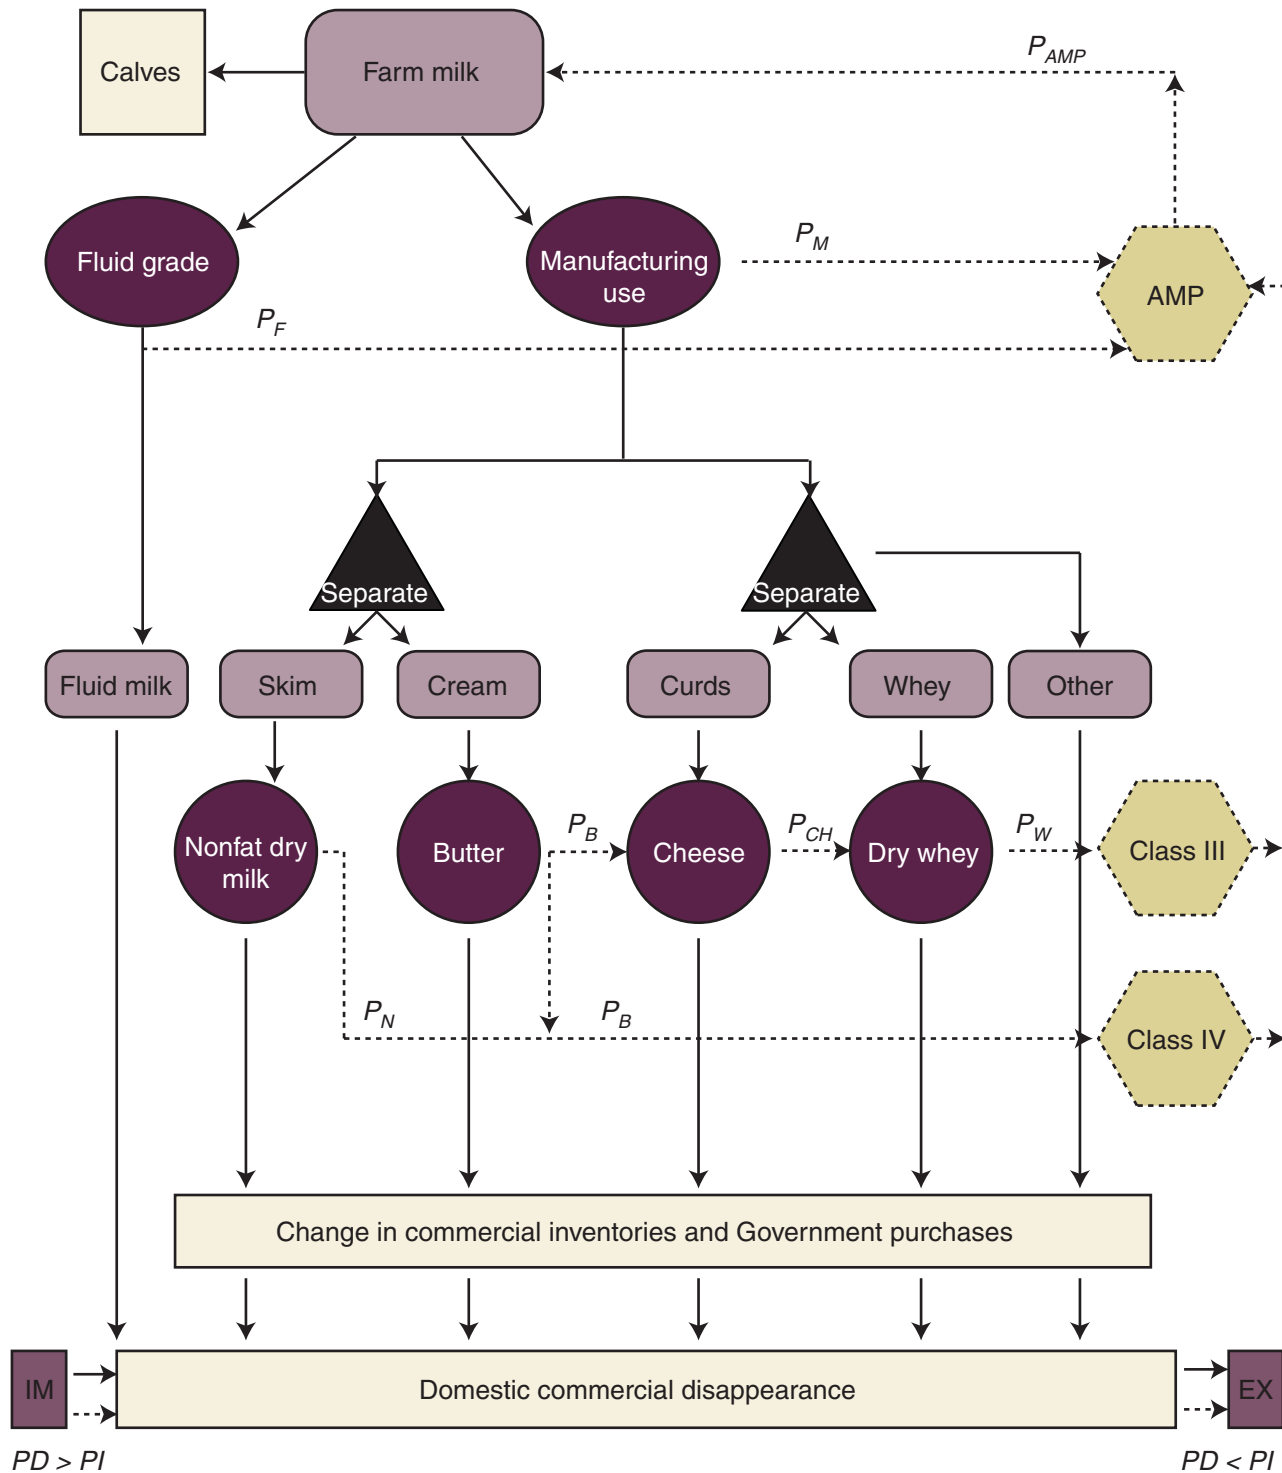 P_AMP
Calves
Farm milk
P_M
Fluid grade
Manufacturing
use
AMP
P_F
Separate
Separate
Fluid milk
Skim
Cream
Curds
Whey
Other
P_B
P_CH
P_W
Nonfat dry
milk
Butter
Cheese
Dry whey
Class III
P_N
P_B
Class IV
Change in commercial inventories and Government purchases
IM
Domestic commercial disappearance
EX
PD > PI
PD < PI